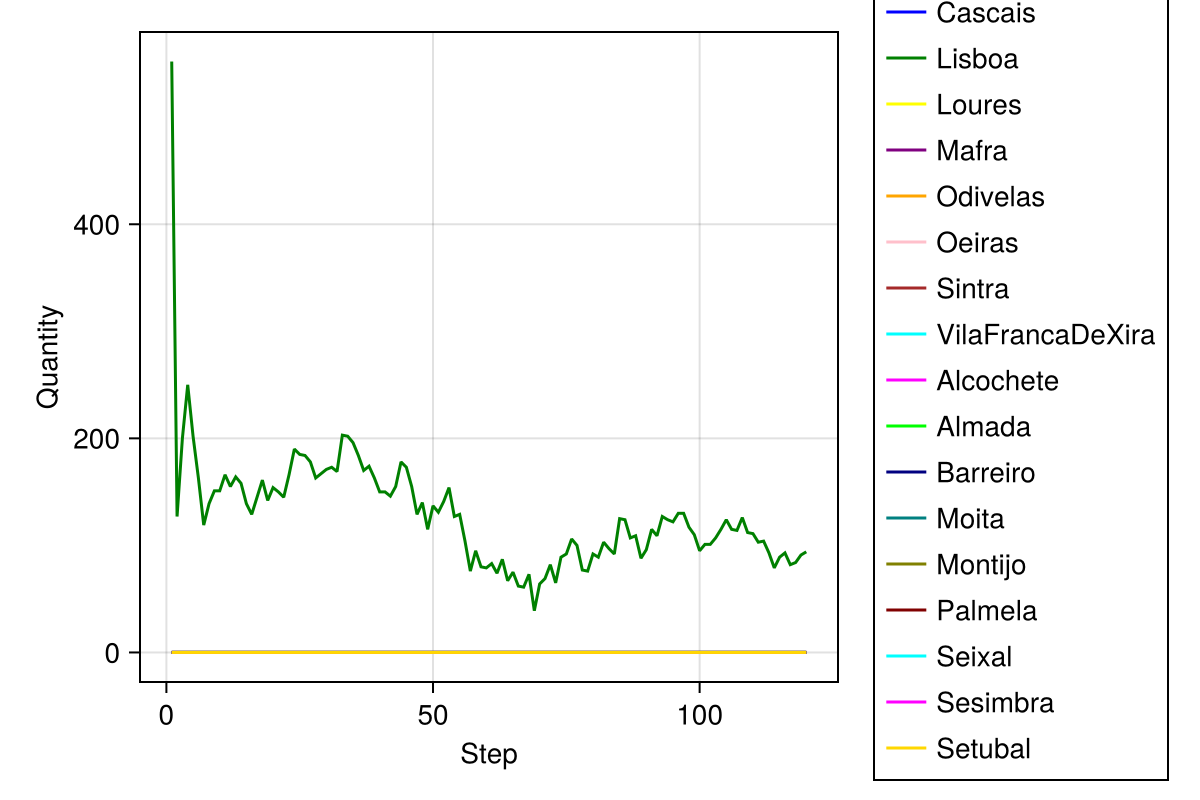 Quantity
400
200
0
0
50
100
Step
Cascais
Lisboa
Loures
Mafra
Odivelas
Oeiras
Sintra
VilaFrancaDeXira
Alcochete
Almada
Barreiro
Moita
Montijo
Palmela
Seixal
Sesimbra
Setubal